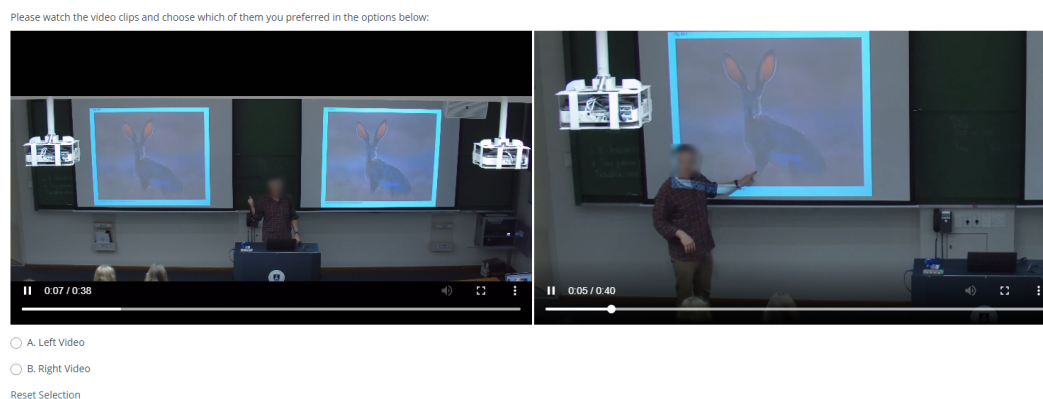 Please watch the video clips and choose which of them you preferred in the options below:
0:07 / 0:38
0:05 / 0:40
A. Left Video
B. Right Video
Reset Selection